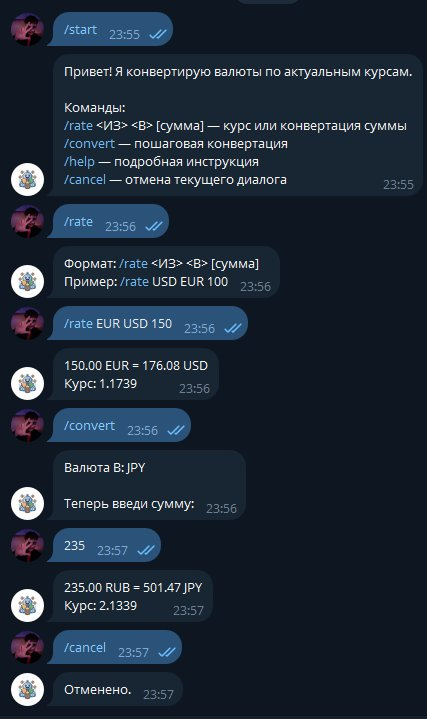 /start 23:55
Привет! Я конвертирую валюты по актуальным курсам.
Команды:
/rate <ИЗ> <В> [сумма] — курс или конвертация суммы
/convert — пошаговая конвертация
/help — подробная инструкция
/cancel — отмена текущего диалога
23:55
/rate 23:56
Формат: /rate <ИЗ> <В> [сумма]
Пример: /rate USD EUR 100 23:56
/rate EUR USD 150 23:56
150.00 EUR = 176.08 USD
Курс: 1.1739 23:56
/convert 23:56
Валюта В: JPY
Теперь введи сумму: 23:56
235 23:57
235.00 RUB = 501.47 JPY
Курс: 2.1339 23:57
/cancel 23:57
Отменено. 23:57